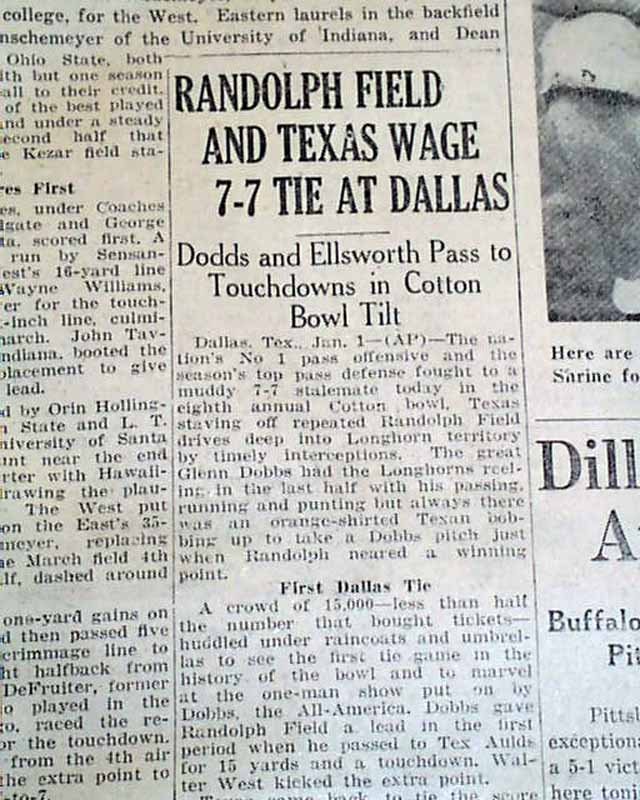 college, for the West. Eastern laurels in the backfield
nschemeyer of the University of Indiana, and Dean
Ohio State, both
ith but one season
all to their credit.
of the best played
and under a steady
second half that
e Kezar field sta-
res First
es, under Coaches
lgate and George
ta, scored first. A
run by Sensan-
est's 16-yard line
Wayne Williams,
er for the touch-
-inch line, culmi-
march. John Tav-
ndiana, booted the
placement to give
lead.
d by Orin Holling-
n State and L. T.
niversity of Santa
unt near the end
rter with Hawaii-
rawing the plau-
The West put
on the East's 35-
meyer, replacing
he March field 4th
lf, dashed around
one-yard gains on
d then passed five
crimmage line to
ht halfback from
DeFruiter, former
o played in the
go, raced the re-
or the touchdown.
from the 4th air
the extra point to
-to-7.
RANDOLPH FIELD
AND TEXAS WAGE
7-7 TIE AT DALLAS
Dodds and Ellsworth Pass to
Touchdowns in Cotton
Bowl Tilt
Dallas, Tex., Jan. 1—(AP)—The na-
tion's No 1 pass offensive and the
season's top pass defense fought to a
muddy 7-7 stalemate today in the
eighth annual Cotton bowl, Texas
staving off repeated Randolph Field
drives deep into Longhorn territory
by timely interceptions. The great
Glenn Dobbs had the Longhorns reel-
ing in the last half with his passing,
running and punting but always there
was an orange-shirted Texan bob-
bing up to take a Dobbs pitch just
when Randolph neared a winning
point.
First Dallas Tie
A crowd of 15,000—less than half
the number that bought tickets—
huddled under raincoats and umbrel-
las to see the first tie game in the
history of the bowl and to marvel
at the one-man show put on by
Dobbs, the All-America. Dobbs gave
Randolph Field a lead in the first
period when he passed to Tex Aulds
for 15 yards and a touchdown. Wal-
ter West kicked the extra point.
Texas came back to tie the score
Here are
Sarine fo
Dill
A
Buffalo
Pi
Pittsl
exception
a 5-1 vict
here tom